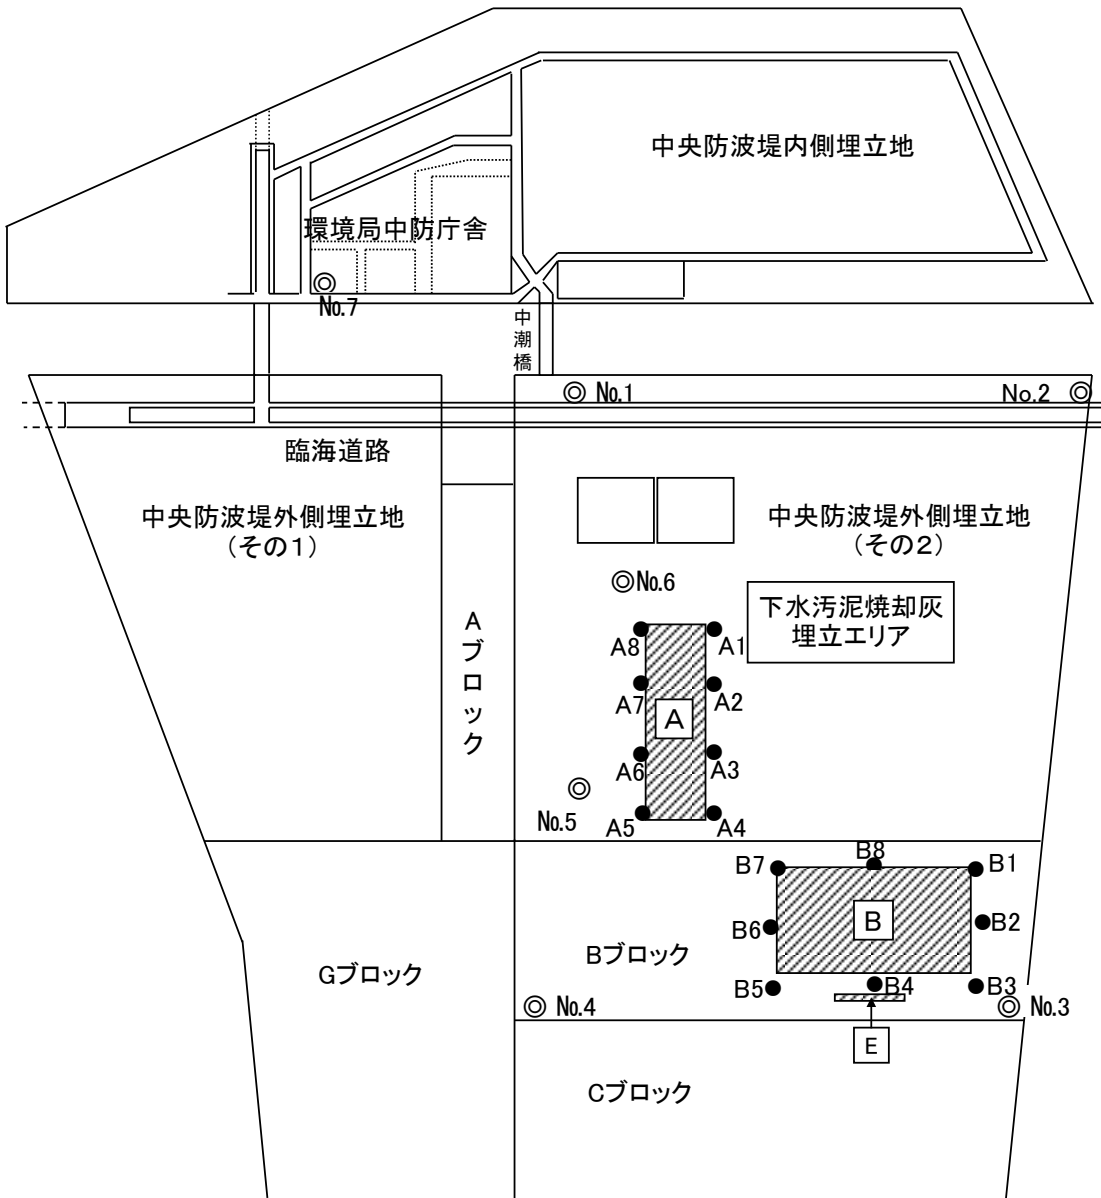 中央防波堤内側埋立地
環境局中防庁舎
No.7
中潮橋
No.1
No.2
臨海道路
中央防波堤外側埋立地
(その1)
中央防波堤外側埋立地
(その2)
No.6
下水汚泥焼却灰
埋立エリア
Aブロック
A8
A1
A7
A2
A
A6
A3
No.5
A5
A4
B7
B8
B1
B
B6
B2
Bブロック
Gブロック
B5
B4
B3
No.4
No.3
E
Cブロック